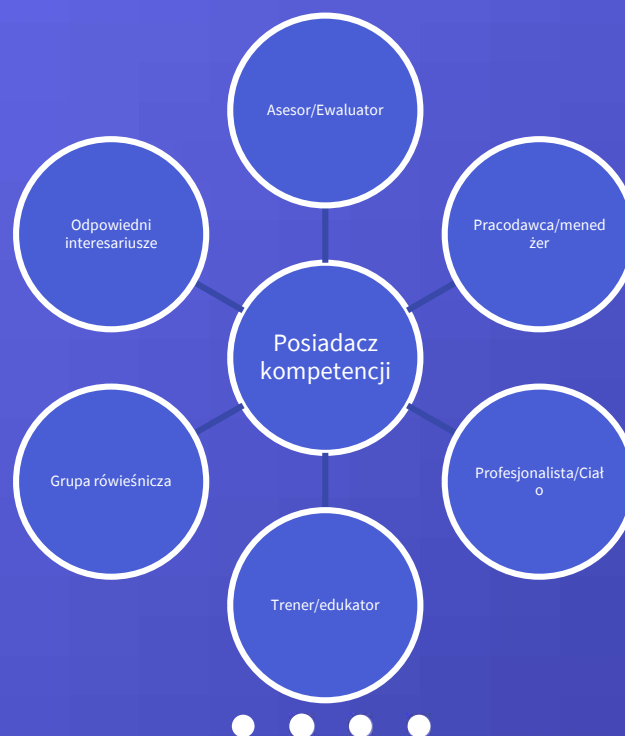 Asesor/Ewaluator
Odpowiedni
interesariusze
Pracodawca/mened
żer
Posiadacz
kompetencji
Grupa rówieśnicza
Profesjonalista/Ciał
o
Trener/edukator